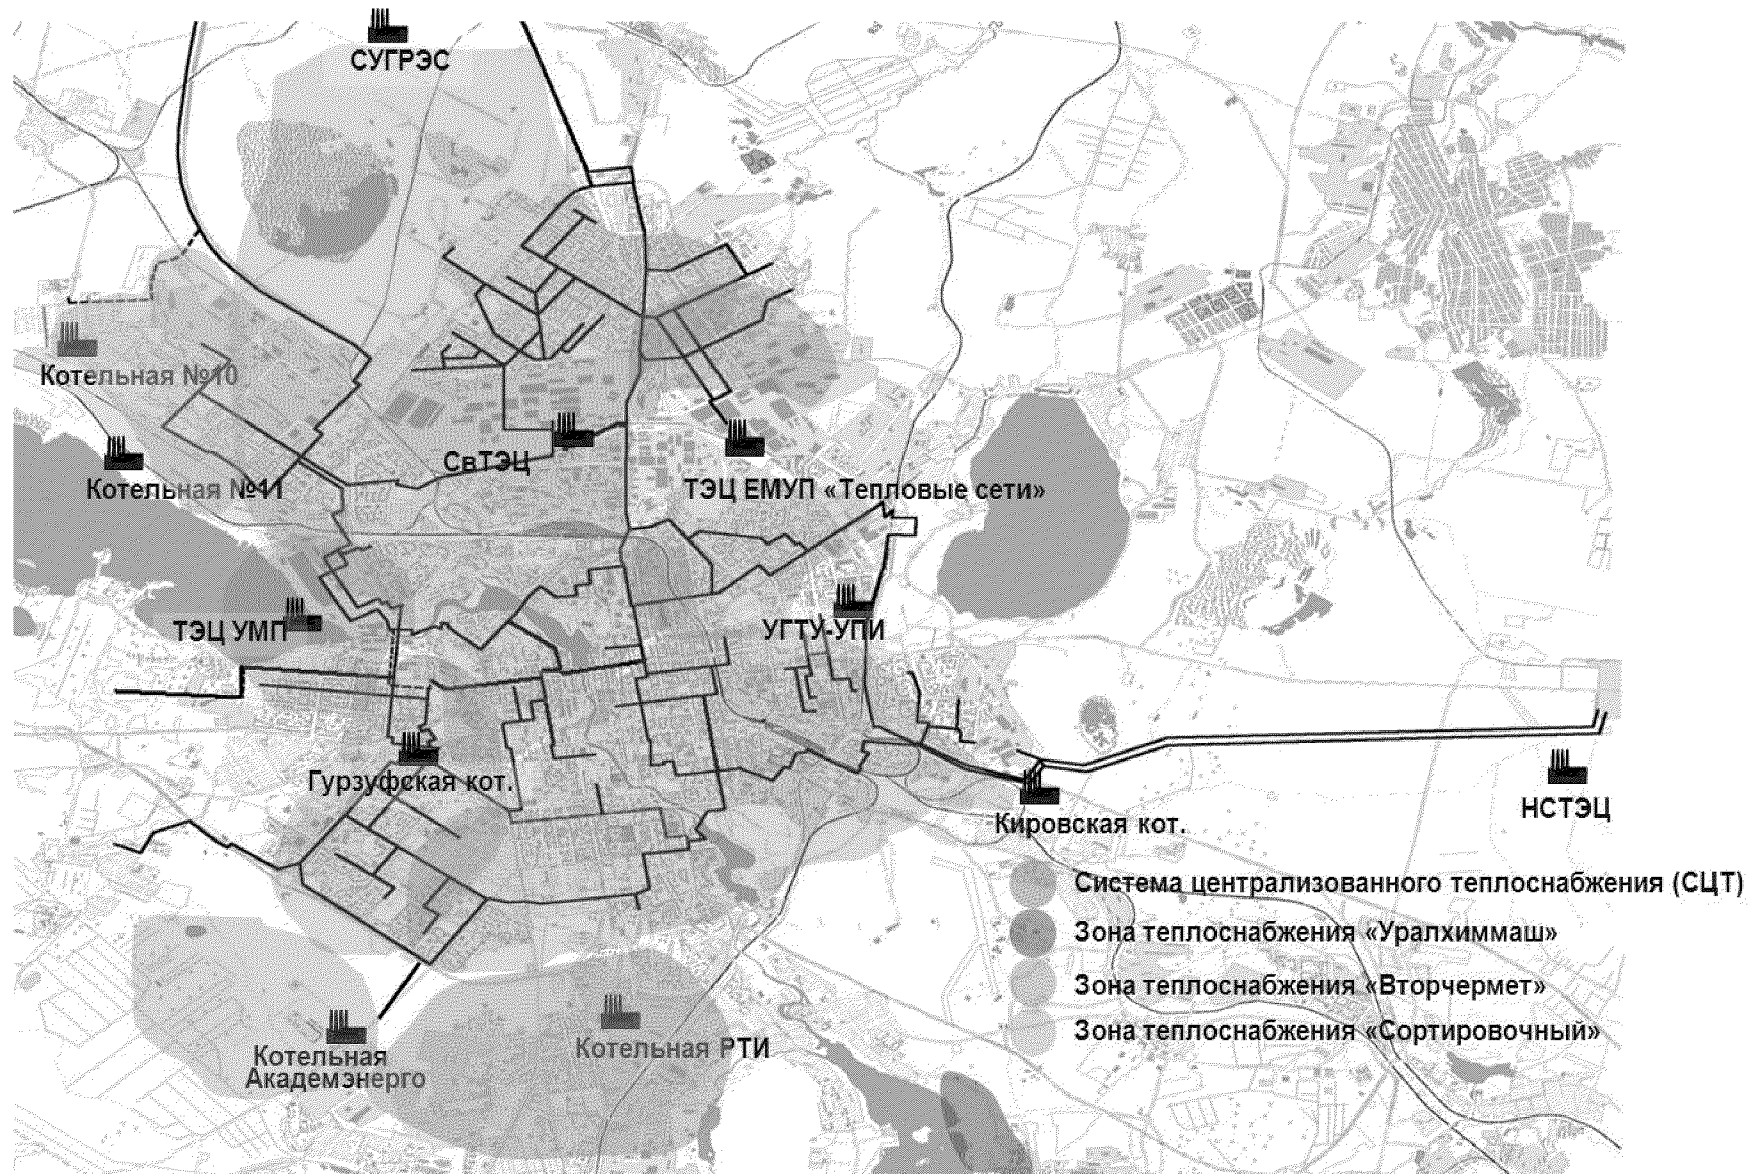 СУГРЭС
Котельная №10
СвТЭЦ
Котельная №11
ТЭЦ ЕМУП «Тепловые сети»
ТЭЦ УМП
УГТУ-УПИ
Гурзуфская кот.
НСТЭЦ
Кировская кот.
Система централизованного теплоснабжения (СЦТ)
Зона теплоснабжения «Уралхиммаш»
Зона теплоснабжения «Вторчермет»
Зона теплоснабжения «Сортировочный»
Котельная РТИ
Котельная
Академэнерго